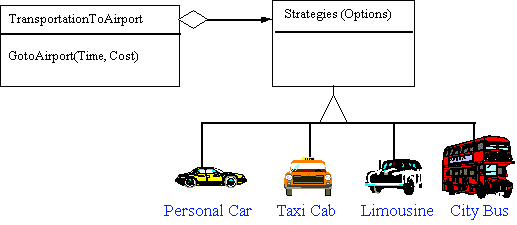 TransportationToAirport
Strategies (Options)
GotoAirport(Time, Cost)
Personal Car
Taxi Cab
Limousine
City Bus